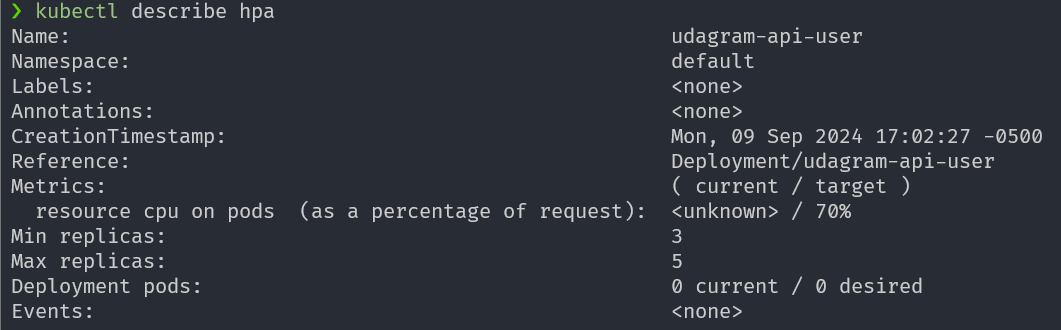 ❯ kubectl describe hpa
Name:                                                  udagram-api-user
Namespace:                                             default
Labels:                                                <none>
Annotations:                                           <none>
CreationTimestamp:                                     Mon, 09 Sep 2024 17:02:27 -0500
Reference:                                             Deployment/udagram-api-user
Metrics:                                               ( current / target )
  resource cpu on pods  (as a percentage of request):  <unknown> / 70%
Min replicas:                                          3
Max replicas:                                          5
Deployment pods:                                       0 current / 0 desired
Events:                                                <none>